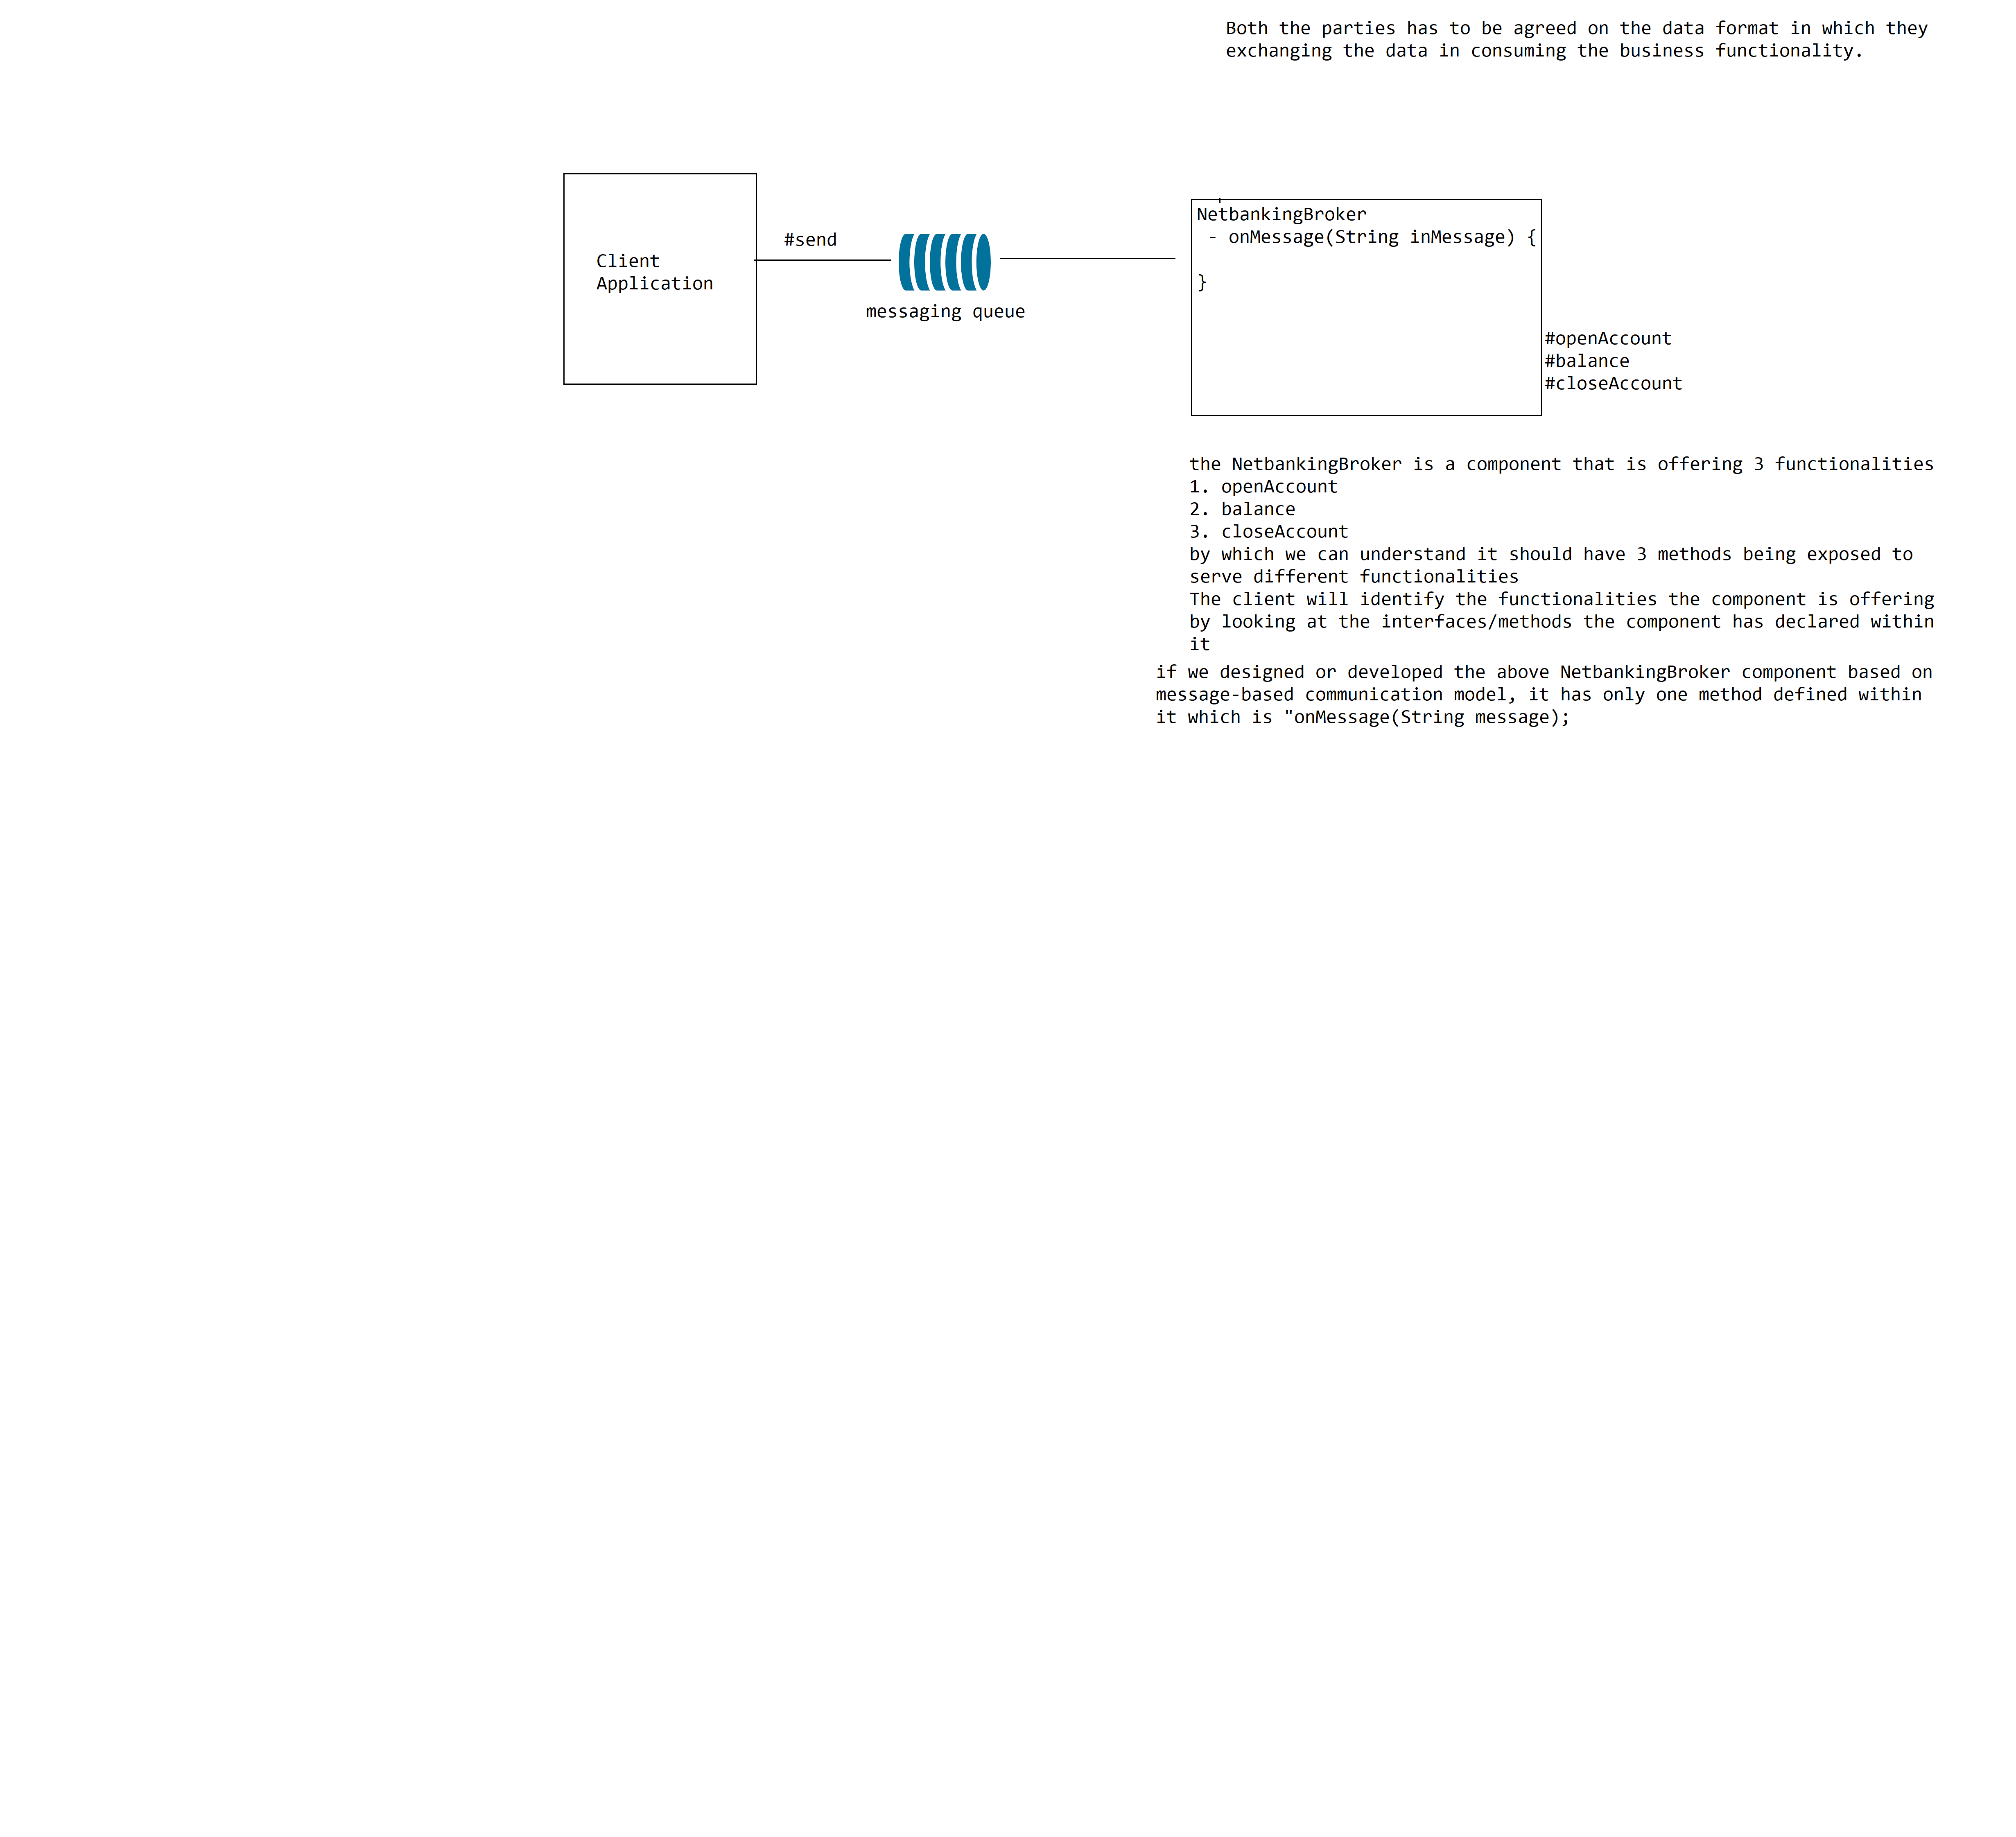 Both the parties has to be agreed on the data format in which they
exchanging the data in consuming the business functionality.
Client
Application
#send
messaging queue
NetbankingBroker
- onMessage(String inMessage) {
}
#openAccount
#balance
#closeAccount
the NetbankingBroker is a component that is offering 3 functionalities
1. openAccount
2. balance
3. closeAccount
by which we can understand it should have 3 methods being exposed to
serve different functionalities
The client will identify the functionalities the component is offering
by looking at the interfaces/methods the component has declared within
it
if we designed or developed the above NetbankingBroker component based on
message-based communication model, it has only one method defined within
it which is "onMessage(String message);